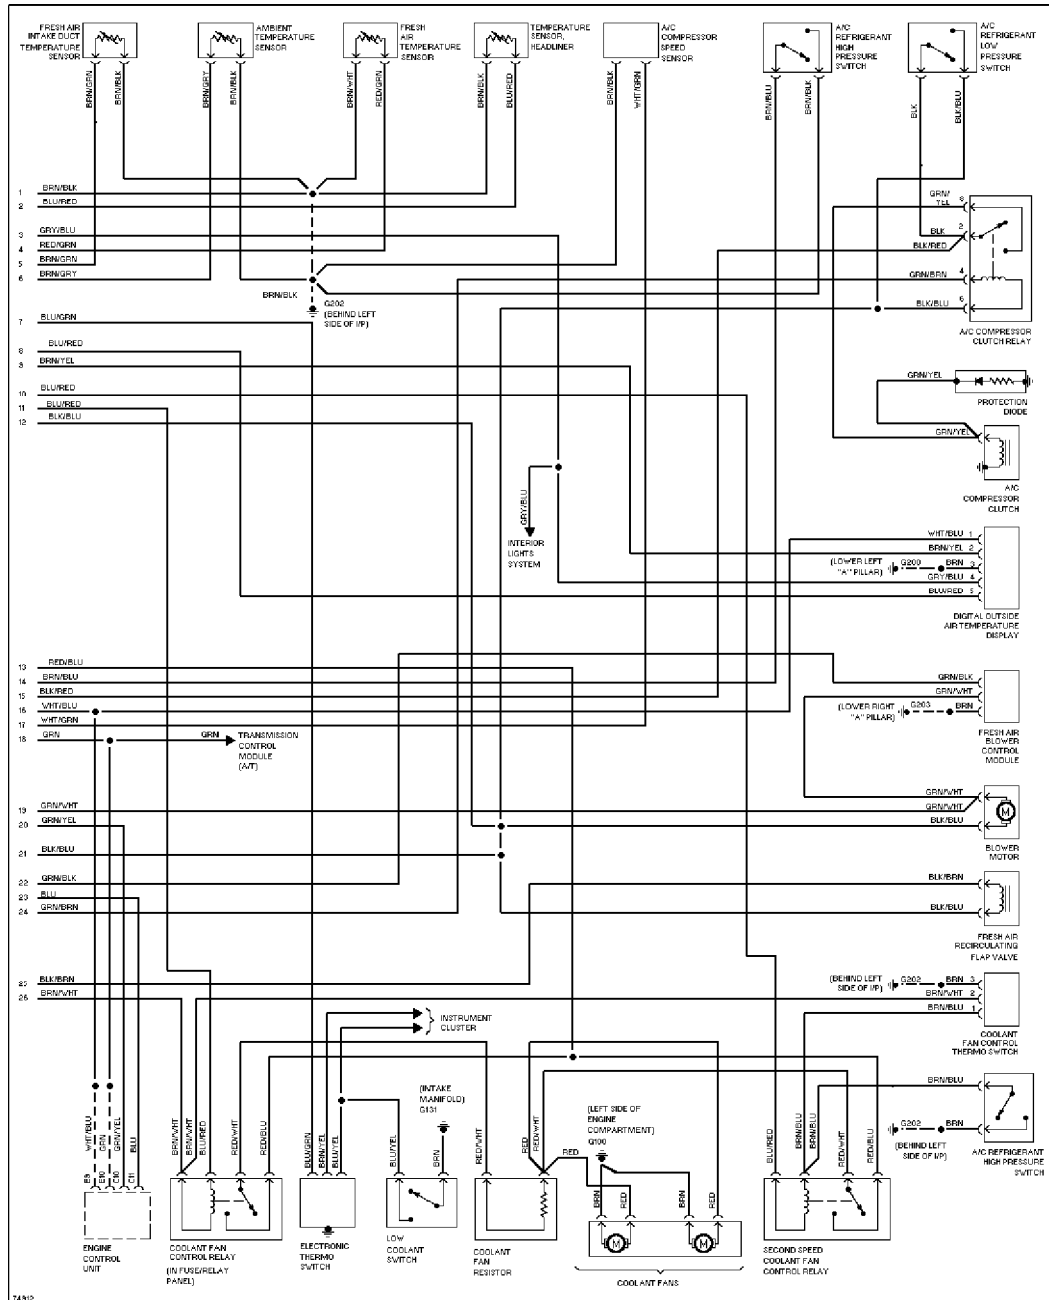 FRESH AIR
INTAKE DUCT
TEMPERATURE
SENSOR
AMBIENT
TEMPERATURE
SENSOR
FRESH
AIR
TEMPERATURE
SENSOR
TEMPERATURE
SENSOR,
HEADLINER
A/C
COMPRESSOR
SPEED
SENSOR
A/C
REFRIGERANT
HIGH
PRESSURE
SWITCH
A/C
REFRIGERANT
LOW
PRESSURE
SWITCH
BRN/GRN
BRN/BLK
BRN/GRY
BRN/BLK
BRN/WHT
RED/GRN
BRN/BLK
BLU/RED
BRN/BLK
WHT/GRN
BRN/BLU
BRN/BLK
BLK
BLK/BLU
1 BRN/BLK
2 BLU/RED
3 GRY/BLU
4 RED/GRN
5 BRN/GRN
6 BRN/GRY
BRN/BLK
G202
(BEHIND LEFT
SIDE OF I/P)
7 BLU/GRN
8 BLU/RED
9 BRN/YEL
10 BLU/RED
11 BLU/RED
12 BLK/BLU
GRN/
YEL 8
BLK 2
BLK/RED
GRN/BRN 4
BLK/BLU 6
A/C COMPRESSOR
CLUTCH RELAY
GRN/YEL
PROTECTION
DIODE
GRN/YEL
A/C
COMPRESSOR
CLUTCH
GRY/BLU
INTERIOR
LIGHTS
SYSTEM
WHT/BLU 1
BRN/YEL 2
(LOWER LEFT
"A" PILLAR)
G200
BRN 3
GRY/BLU 4
BLU/RED 5
DIGITAL OUTSIDE
AIR TEMPERATURE
DISPLAY
13 RED/BLU
14 BRN/BLU
15 BLK/RED
16 WHT/BLU
17 WHT/GRN
18 GRN
GRN
TRANSMISSION
CONTROL
MODULE
(A/T)
GRN/BLK
GRN/WHT
(LOWER RIGHT
"A" PILLAR)
G203
BRN
FRESH AIR
BLOWER
CONTROL
MODULE
19 GRN/WHT
20 GRN/YEL
21 BLK/BLU
22 GRN/BLK
23 BLU
24 GRN/BRN
GRN/WHT
GRN/WHT
BLK/BLU
M
BLOWER
MOTOR
BLK/BRN
BLK/BLU
FRESH AIR
RECIRCULATING
FLAP VALVE
25 BLK/BRN
26 BRN/WHT
(BEHIND LEFT
SIDE OF I/P)
G202
BRN 3
BRN/WHT 2
BRN/BLU 1
COOLANT
FAN CONTROL
THERMO SWITCH
INSTRUMENT
CLUSTER
(INTAKE
MANIFOLD)
G131
(LEFT SIDE OF
ENGINE
COMPARTMENT)
G100
BRN/BLU
G202
BRN
(BEHIND LEFT
SIDE OF I/P)
A/C REFRIGERANT
HIGH PRESSURE
SWITCH
WHT/BLU
GRN
GRN/YEL
BLU
BRN/WHT
BRN/WHT
BLU/RED
RED/WHT
RED/BLU
BLU/GRN
BRN/YEL
BLU/YEL
BLU/YEL
BRN
RED/WHT
RED
RED/WHT
RED
BRN
RED
BRN
RED
BLU/RED
BRN/BLU
BRN/BLU
RED/WHT
RED/BLU
ENGINE
CONTROL
UNIT
COOLANT FAN
CONTROL RELAY
(IN FUSE/RELAY
PANEL)
ELECTRONIC
THERMO
SWITCH
LOW
COOLANT
SWITCH
COOLANT
FAN
RESISTOR
M
M
COOLANT FANS
SECOND SPEED
COOLANT FAN
CONTROL RELAY